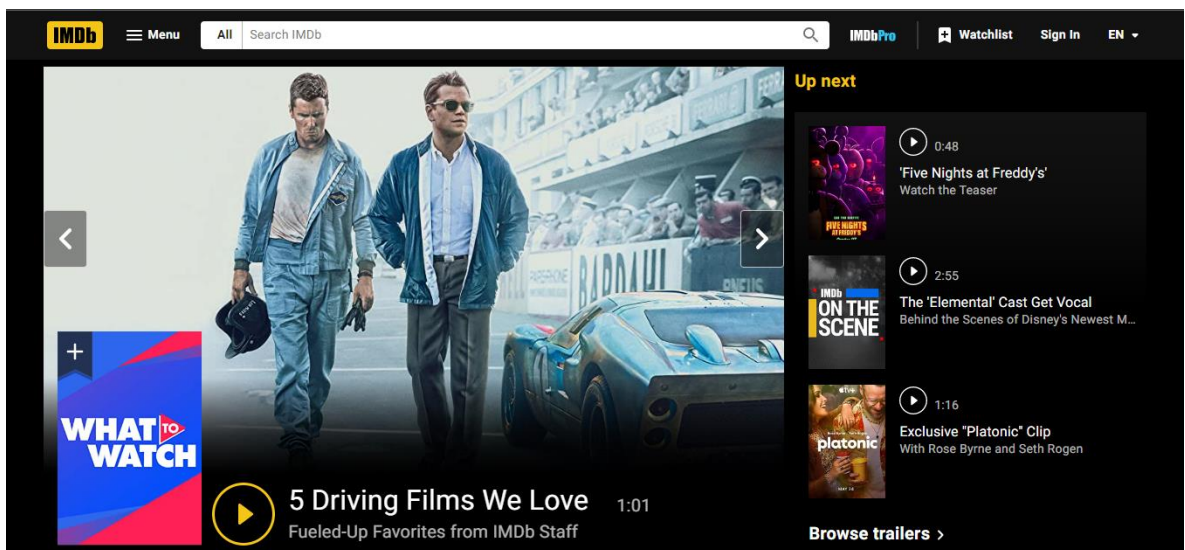 IMDb
Menu
All
Search IMDb
IMDbPro
Watchlist
Sign In
EN
BARDAHL
PNEUS
WHAT TO
WATCH
5 Driving Films We Love 1:01
Fueled-Up Favorites from IMDb Staff
Up next
0:48
'Five Nights at Freddy's'
Watch the Teaser
FIVE NIGHTS
AT FREDDY'S
2:55
The 'Elemental' Cast Get Vocal
Behind the Scenes of Disney's Newest M...
IMDb
ON THE
SCENE
1:16
Exclusive "Platonic" Clip
With Rose Byrne and Seth Rogen
tv+
platonic
Browse trailers